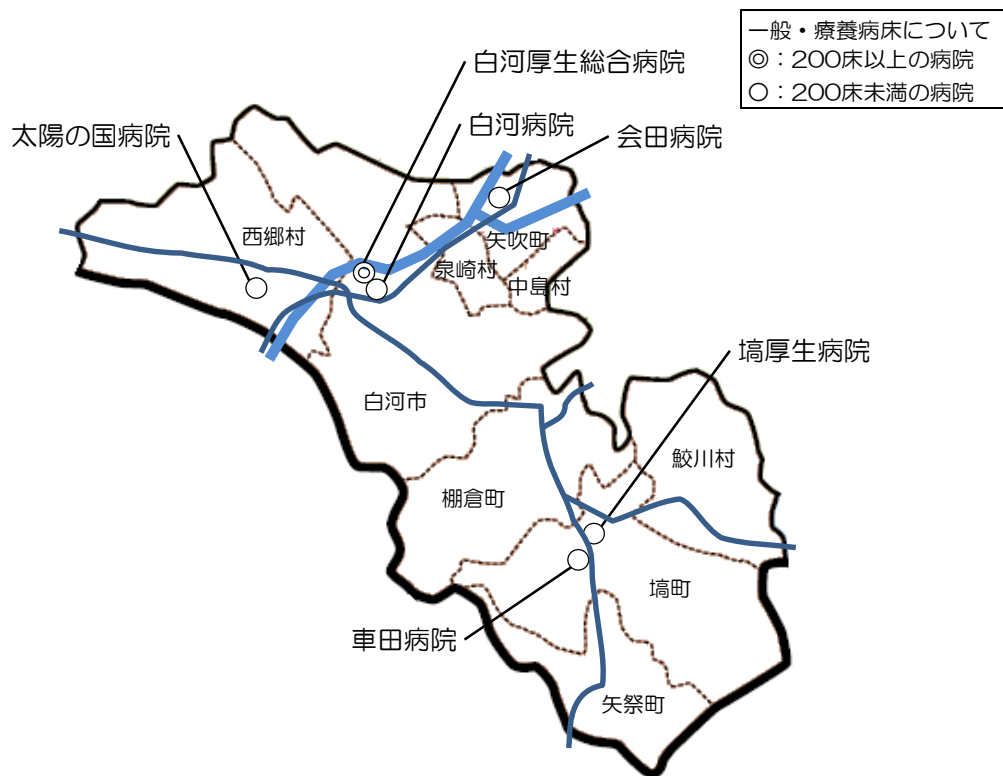 一般・療養病床について
◎：200床以上の病院
○：200床未満の病院
白河厚生総合病院
白河病院
会田病院
太陽の国病院
西郷村
矢吹町
泉崎村
中島村
塙厚生病院
白河市
鮫川村
棚倉町
塙町
車田病院
矢祭町